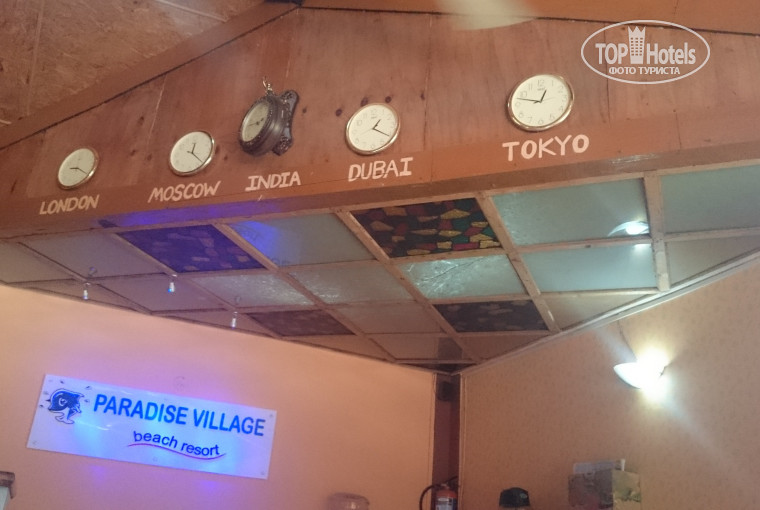 TOP Hotels
ФОТО ТУРИСТА
LONDON
MOSCOW
INDIA
DUBAI
TOKYO
PARADISE VILLAGE
beach resort